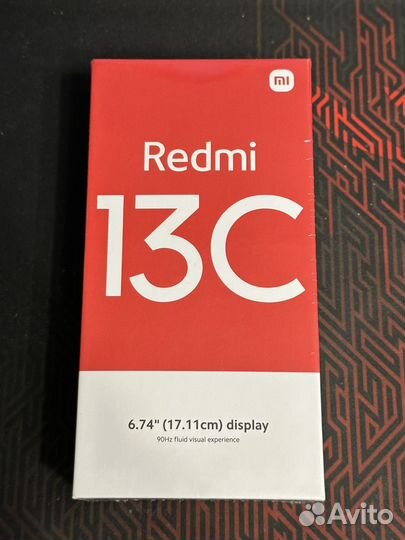 mi
Redmi
13C
6.74" (17.11cm) display
90Hz fluid visual experience
Avito